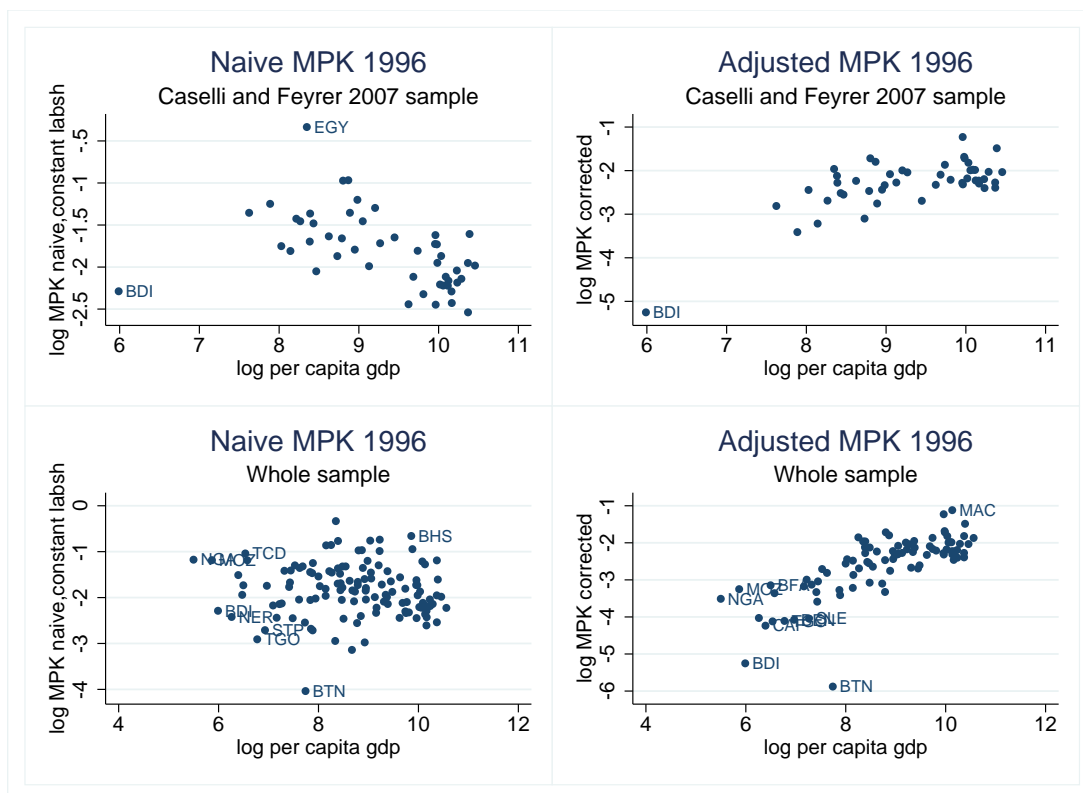 Naive MPK 1996
Caselli and Feyrer 2007 sample
log MPK naive,constant labsh
-.5
-1
-1.5
-2
-2.5
EGY
BDI
6 7 8 9 10 11
log per capita gdp
Adjusted MPK 1996
Caselli and Feyrer 2007 sample
log MPK corrected
-1
-2
-3
-4
-5
BDI
6 7 8 9 10 11
log per capita gdp
Naive MPK 1996
Whole sample
log MPK naive,constant labsh
0
-1
-2
-3
-4
BHS
TCD
NGA
MOZ
BDI
NER
STP
TGO
BTN
4 6 8 10 12
log per capita gdp
Adjusted MPK 1996
Whole sample
log MPK corrected
-1
-2
-3
-4
-5
-6
MAC
MOZ
BFA
NGA
SLE
CAF
BDI
BTN
4 6 8 10 12
log per capita gdp